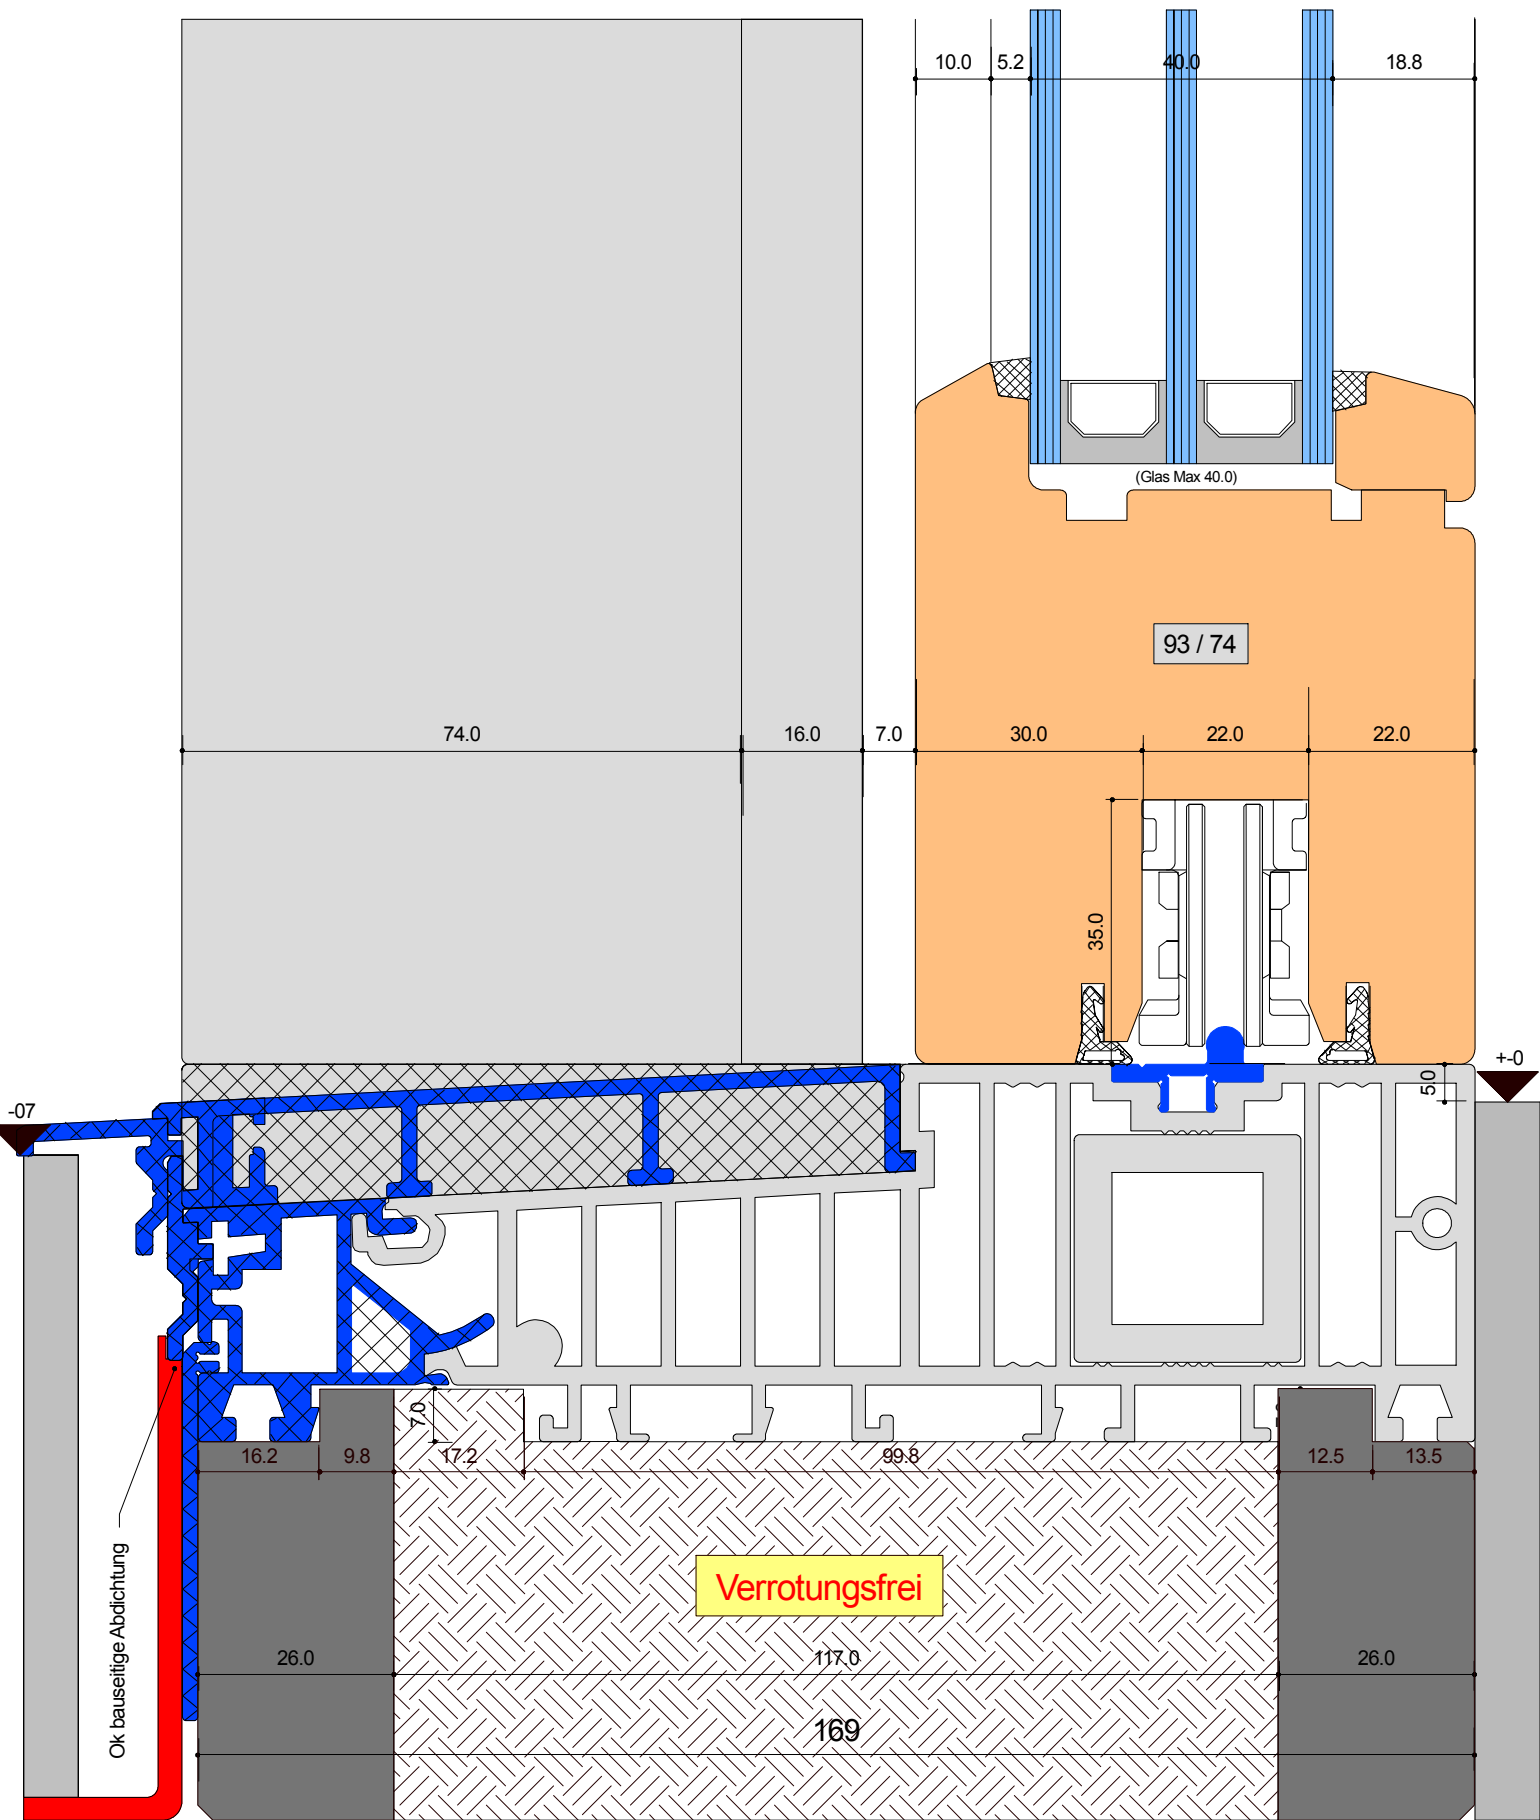 10.0 5.2 40.0 18.8
(Glas Max 40.0)
93 / 74
74.0 16.0 7.0 30.0 22.0 22.0
35.0
+-0
5.0
-07
7.0
16.2 9.8 17.2 99.8 12.5 13.5
Ok bauseitige Abdichtung
Verrotungsfrei
26.0 117.0 26.0
169